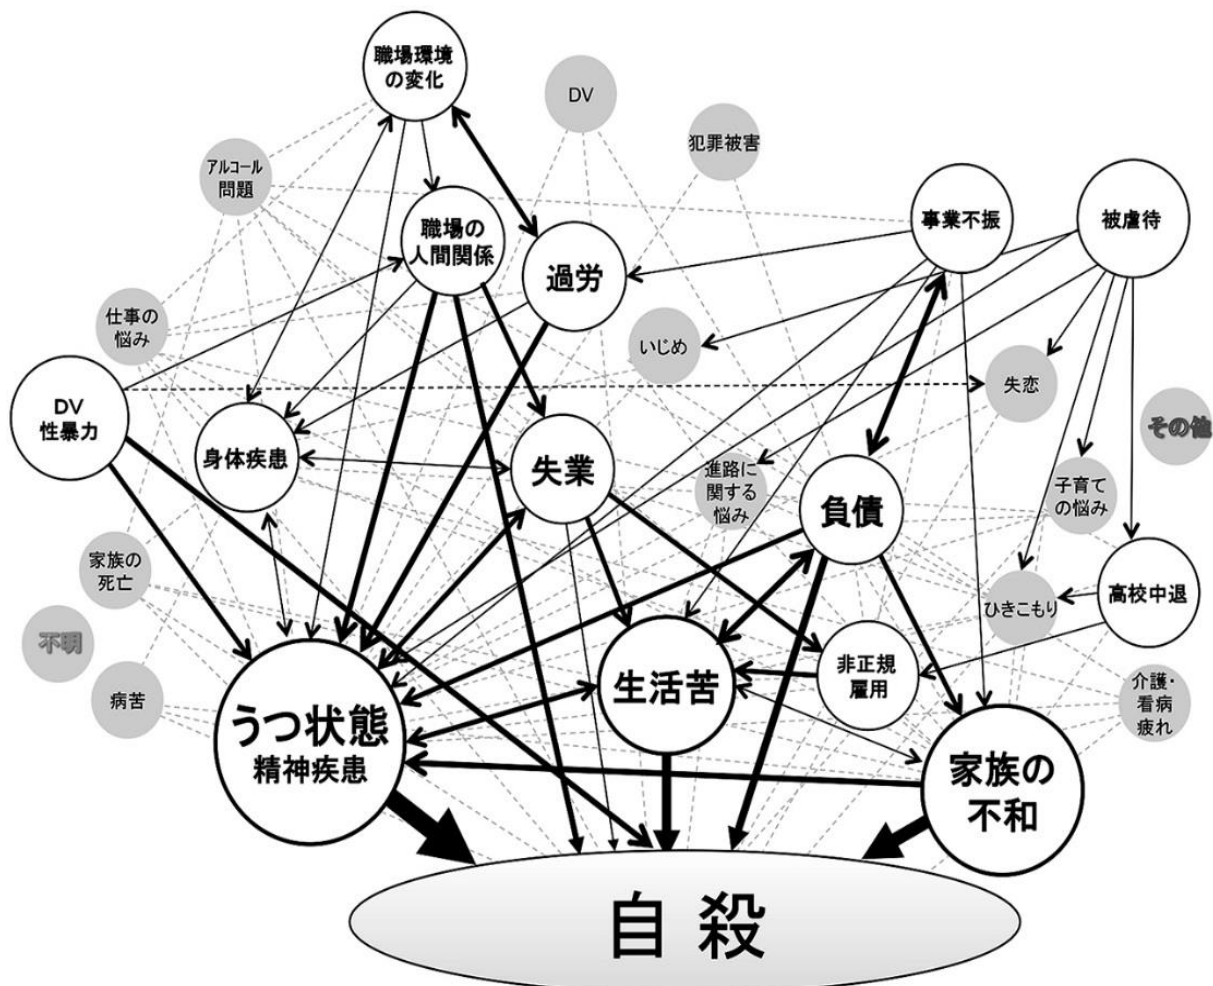 職場環境
の変化
DV
犯罪被害
アルコール
問題
職場の
人間関係
過労
事業不振
被虐待
仕事の
悩み
いじめ
失恋
DV
性暴力
その他
身体疾患
失業
進路に
関する
悩み
負債
子育て
の悩み
家族の
死亡
ひきこもり
高校中退
不明
病苦
うつ状態
精神疾患
生活苦
非正規
雇用
介護・
看病
疲れ
家族の
不和
自殺